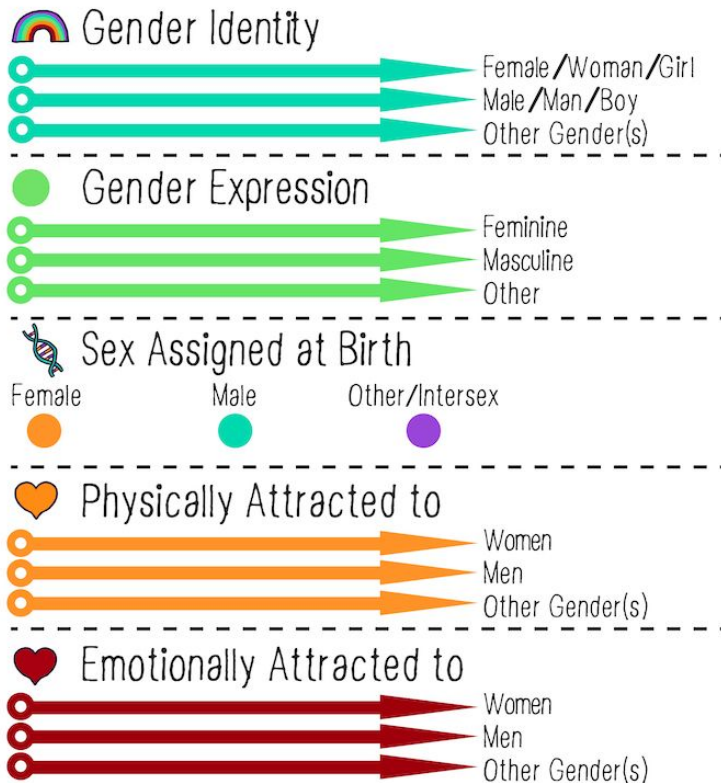 Gender Identity
Female/Woman/Girl
Male/Man/Boy
Other Gender(s)
Gender Expression
Feminine
Masculine
Other
Sex Assigned at Birth
Female Male Other/Intersex
Physically Attracted to
Women
Men
Other Gender(s)
Emotionally Attracted to
Women
Men
Other Gender(s)